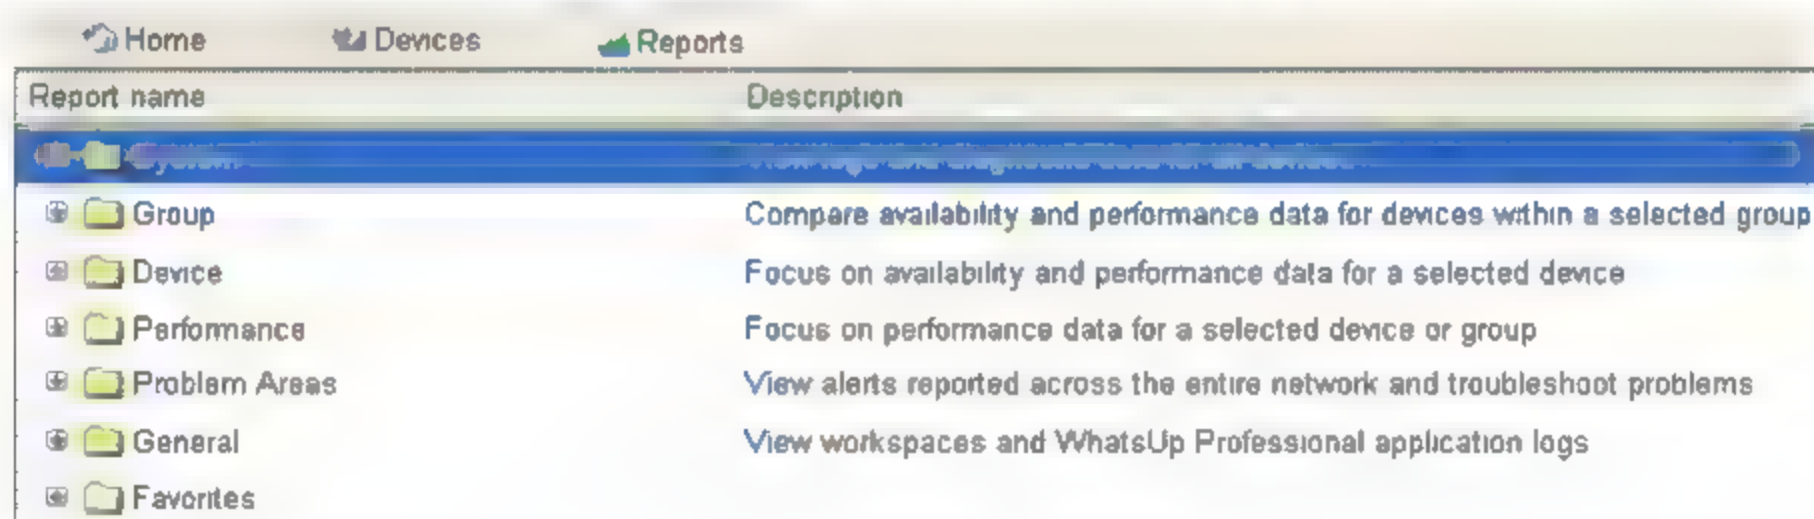 Home Devices Reports
Report name Description
Group Compare availability and performance data for devices within a selected group
Device Focus on availability and performance data for a selected device
Performance Focus on performance data for a selected device or group
Problem Areas View alerts reported across the entire network and troubleshoot problems
General View workspaces and WhatsUp Professional application logs
Favorites